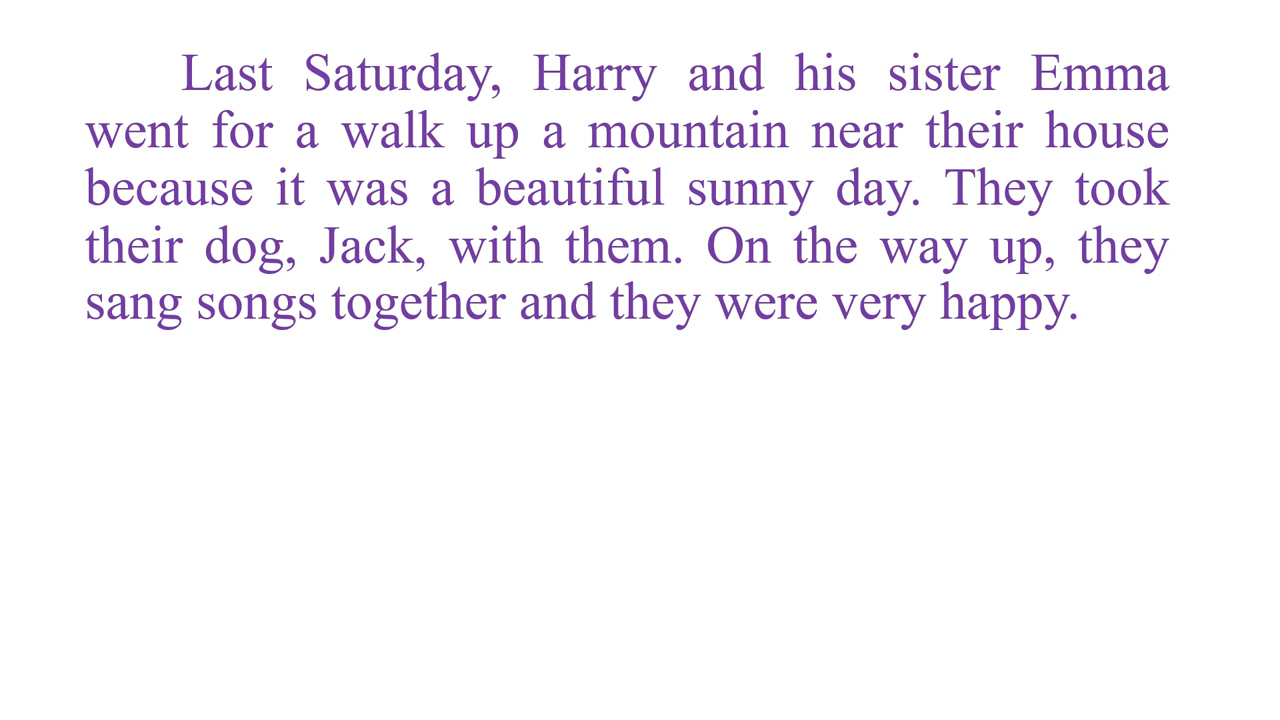 Last Saturday, Harry and his sister Emma
went for a walk up a mountain near their house
because it was a beautiful sunny day. They took
their dog, Jack, with them. On the way up, they
sang songs together and they were very happy.